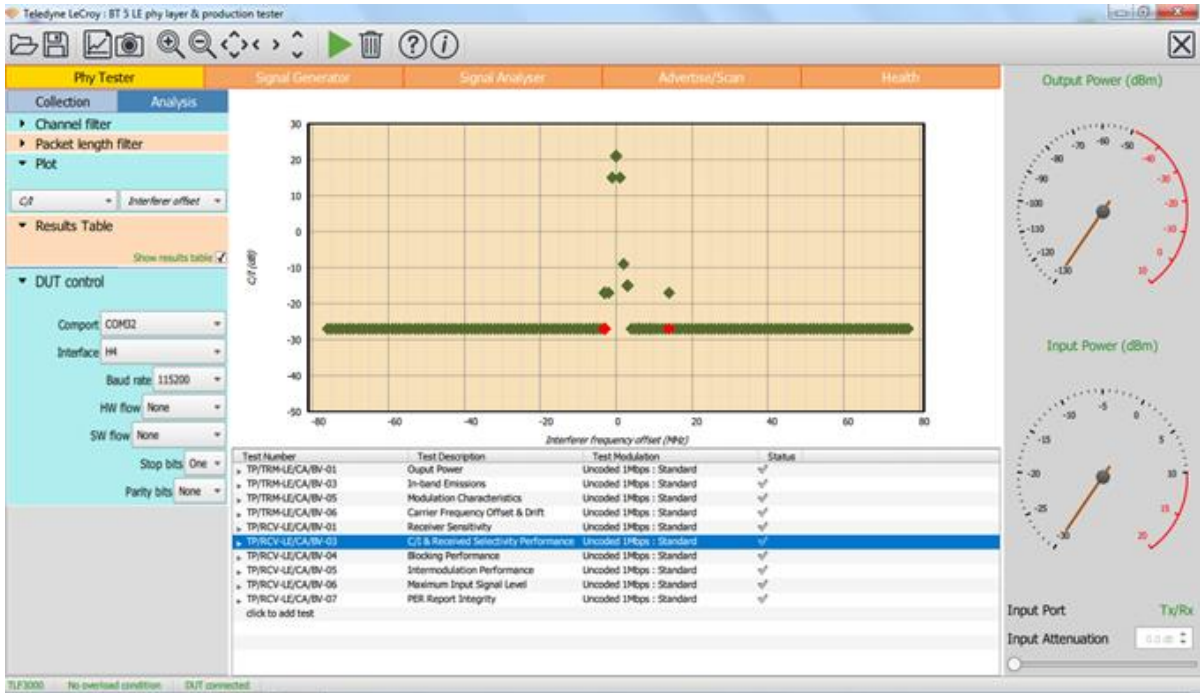 Teledyne LeCroy : BT 5 LE phy layer & production tester
Phy Tester
Signal Generator
Signal Analyser
Advertise/Scan
Health
Collection
Analysis
Channel filter
Packet length filter
Plot
C/I
Interferer offset
Results Table
Show results table
DUT control
Comport COM32
Interface H4
Baud rate 115200
HW flow None
SW flow None
Stop bits One
Parity bits None
C/I (dB)
30
20
10
0
-10
-20
-30
-40
-50
-80 -60 -40 -20 0 20 40 60 80
Interferer frequency offset (MHz)
Test Number Test Description Test Modulation Status
TP/TRM-LE/CA/BV-01 Ouput Power Uncoded 1Mbps : Standard
TP/TRM-LE/CA/BV-03 In-band Emissions Uncoded 1Mbps : Standard
TP/TRM-LE/CA/BV-05 Modulation Characteristics Uncoded 1Mbps : Standard
TP/TRM-LE/CA/BV-06 Carrier Frequency Offset & Drift Uncoded 1Mbps : Standard
TP/RCV-LE/CA/BV-01 Receiver Sensitivity Uncoded 1Mbps : Standard
TP/RCV-LE/CA/BV-03 C/I & Received Selectivity Performance Uncoded 1Mbps : Standard
TP/RCV-LE/CA/BV-04 Blocking Performance Uncoded 1Mbps : Standard
TP/RCV-LE/CA/BV-05 Intermodulation Performance Uncoded 1Mbps : Standard
TP/RCV-LE/CA/BV-06 Maximum Input Signal Level Uncoded 1Mbps : Standard
TP/RCV-LE/CA/BV-07 PER Report Integrity Uncoded 1Mbps : Standard
click to add test
Output Power (dBm)
-130 -120 -110 -100 -90 -80 -70 -60 -50 -40 -30 -20 -10 0 10
Input Power (dBm)
-30 -25 -20 -15 -10 -5 0 5 10 15 20
Input Port Tx/Rx
Input Attenuation 0.0 dB
TLF3000 No overload condition DUT connected